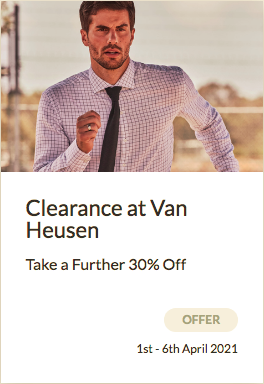 Clearance at Van
Heusen
Take a Further 30% Off
OFFER
1st - 6th April 2021